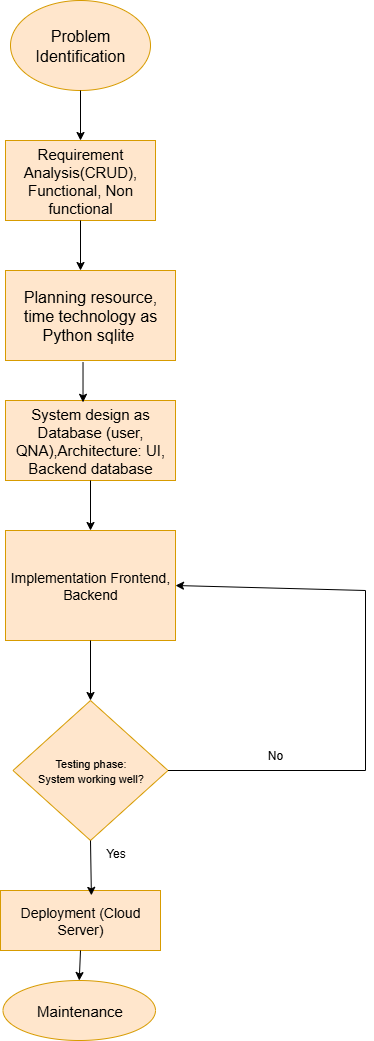 Problem
Identification
Requirement
Analysis(CRUD),
Functional, Non
functional
Planning resource,
time technology as
Python sqlite
System design as
Database (user,
QNA),Architecture: UI,
Backend database
Implementation Frontend,
Backend
Testing phase:
System working well?
No
Yes
Deployment (Cloud
Server)
Maintenance